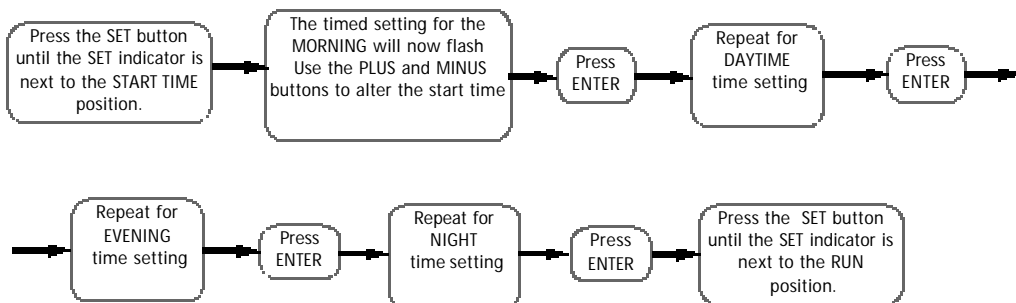 Press the SET button
until the SET indicator is
next to the START TIME
position.
The timed setting for the
MORNING will now flash
Use the PLUS and MINUS
buttons to alter the start time
Press
ENTER
Repeat for
DAYTIME
time setting
Press
ENTER
Repeat for
EVENING
time setting
Press
ENTER
Repeat for
NIGHT
time setting
Press
ENTER
Press the SET button
until the SET indicator is
next to the RUN
position.